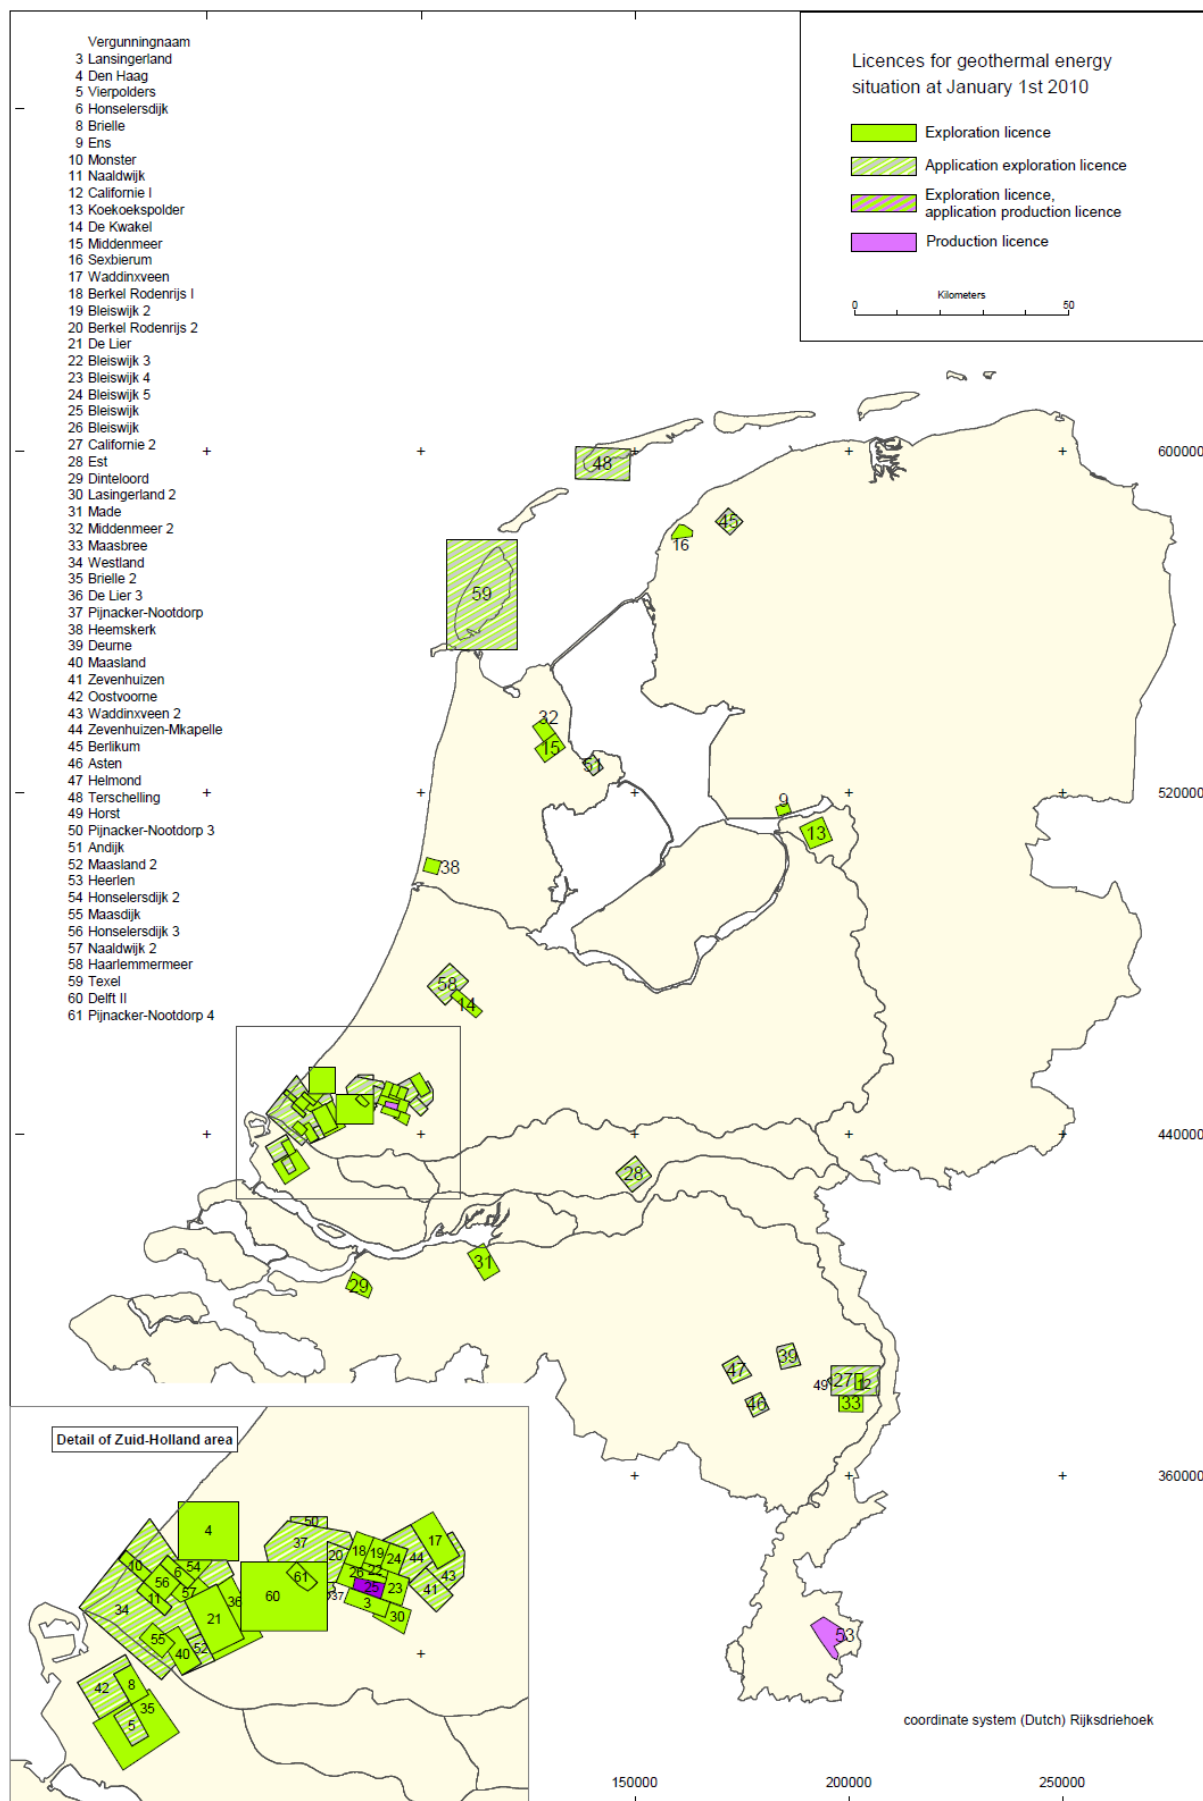 Vergunningnaam
3 Lansingerland
4 Den Haag
5 Vierpolders
6 Honselersdijk
8 Brielle
9 Ens
10 Monster
11 Naaldwijk
12 Californie I
13 Koekoekspolder
14 De Kwakel
15 Middenmeer
16 Sexbierum
17 Waddinxveen
18 Berkel Rodenrijs I
19 Bleiswijk 2
20 Berkel Rodenrijs 2
21 De Lier
22 Bleiswijk 3
23 Bleiswijk 4
24 Bleiswijk 5
25 Bleiswijk
26 Bleiswijk
27 Californie 2
28 Est
29 Dinteloord
30 Lasingerland 2
31 Made
32 Middenmeer 2
33 Maasbree
34 Westland
35 Brielle 2
36 De Lier 3
37 Pijnacker-Nootdorp
38 Heemskerk
39 Deurne
40 Maasland
41 Zevenhuizen
42 Oostvoorne
43 Waddinxveen 2
44 Zevenhuizen-Mkapelle
45 Berlikum
46 Asten
47 Helmond
48 Terschelling
49 Horst
50 Pijnacker-Nootdorp 3
51 Andijk
52 Maasland 2
53 Heerlen
54 Honselersdijk 2
55 Maasdijk
56 Honselersdijk 3
57 Naaldwijk 2
58 Haarlemmermeer
59 Texel
60 Delft II
61 Pijnacker-Nootdorp 4
Licences for geothermal energy
situation at January 1st 2010
Exploration licence
Application exploration licence
Exploration licence,
application production licence
Production licence
Kilometers
0 50
600000
48
45
16
59
32
15
51
520000
9
13
38
58
14
440000
28
31
29
39
47
27
12
49
33
46
360000
53
Detail of Zuid-Holland area
4
50
37
20
18
19
24
44
17
10
6
54
56
57
11
34
36
21
61
60
26
22
25
23
37
3
30
41
43
55
40
52
42
8
35
5
coordinate system (Dutch) Rijksdriehoek
150000 200000 250000